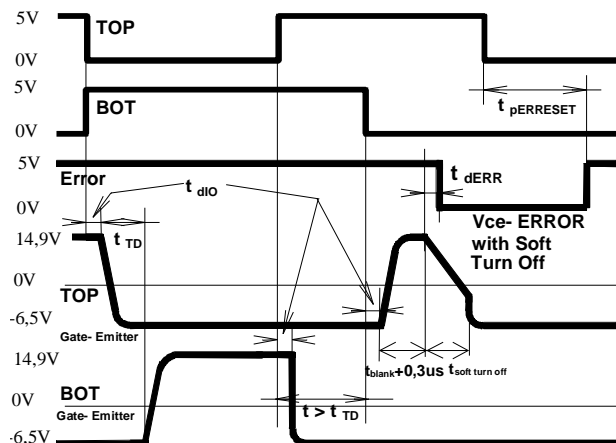 5V
TOP
0V
5V
BOT
t pERRESET
0V
5V
Error
t dIO
t dERR
0V
Vce- ERROR
with Soft
Turn Off
14,9V
t TD
0V
TOP
-6,5V
Gate- Emitter
14,9V
tblank+0,3us
tsoft turn off
BOT
0V
Gate- Emitter
t > t TD
-6,5V